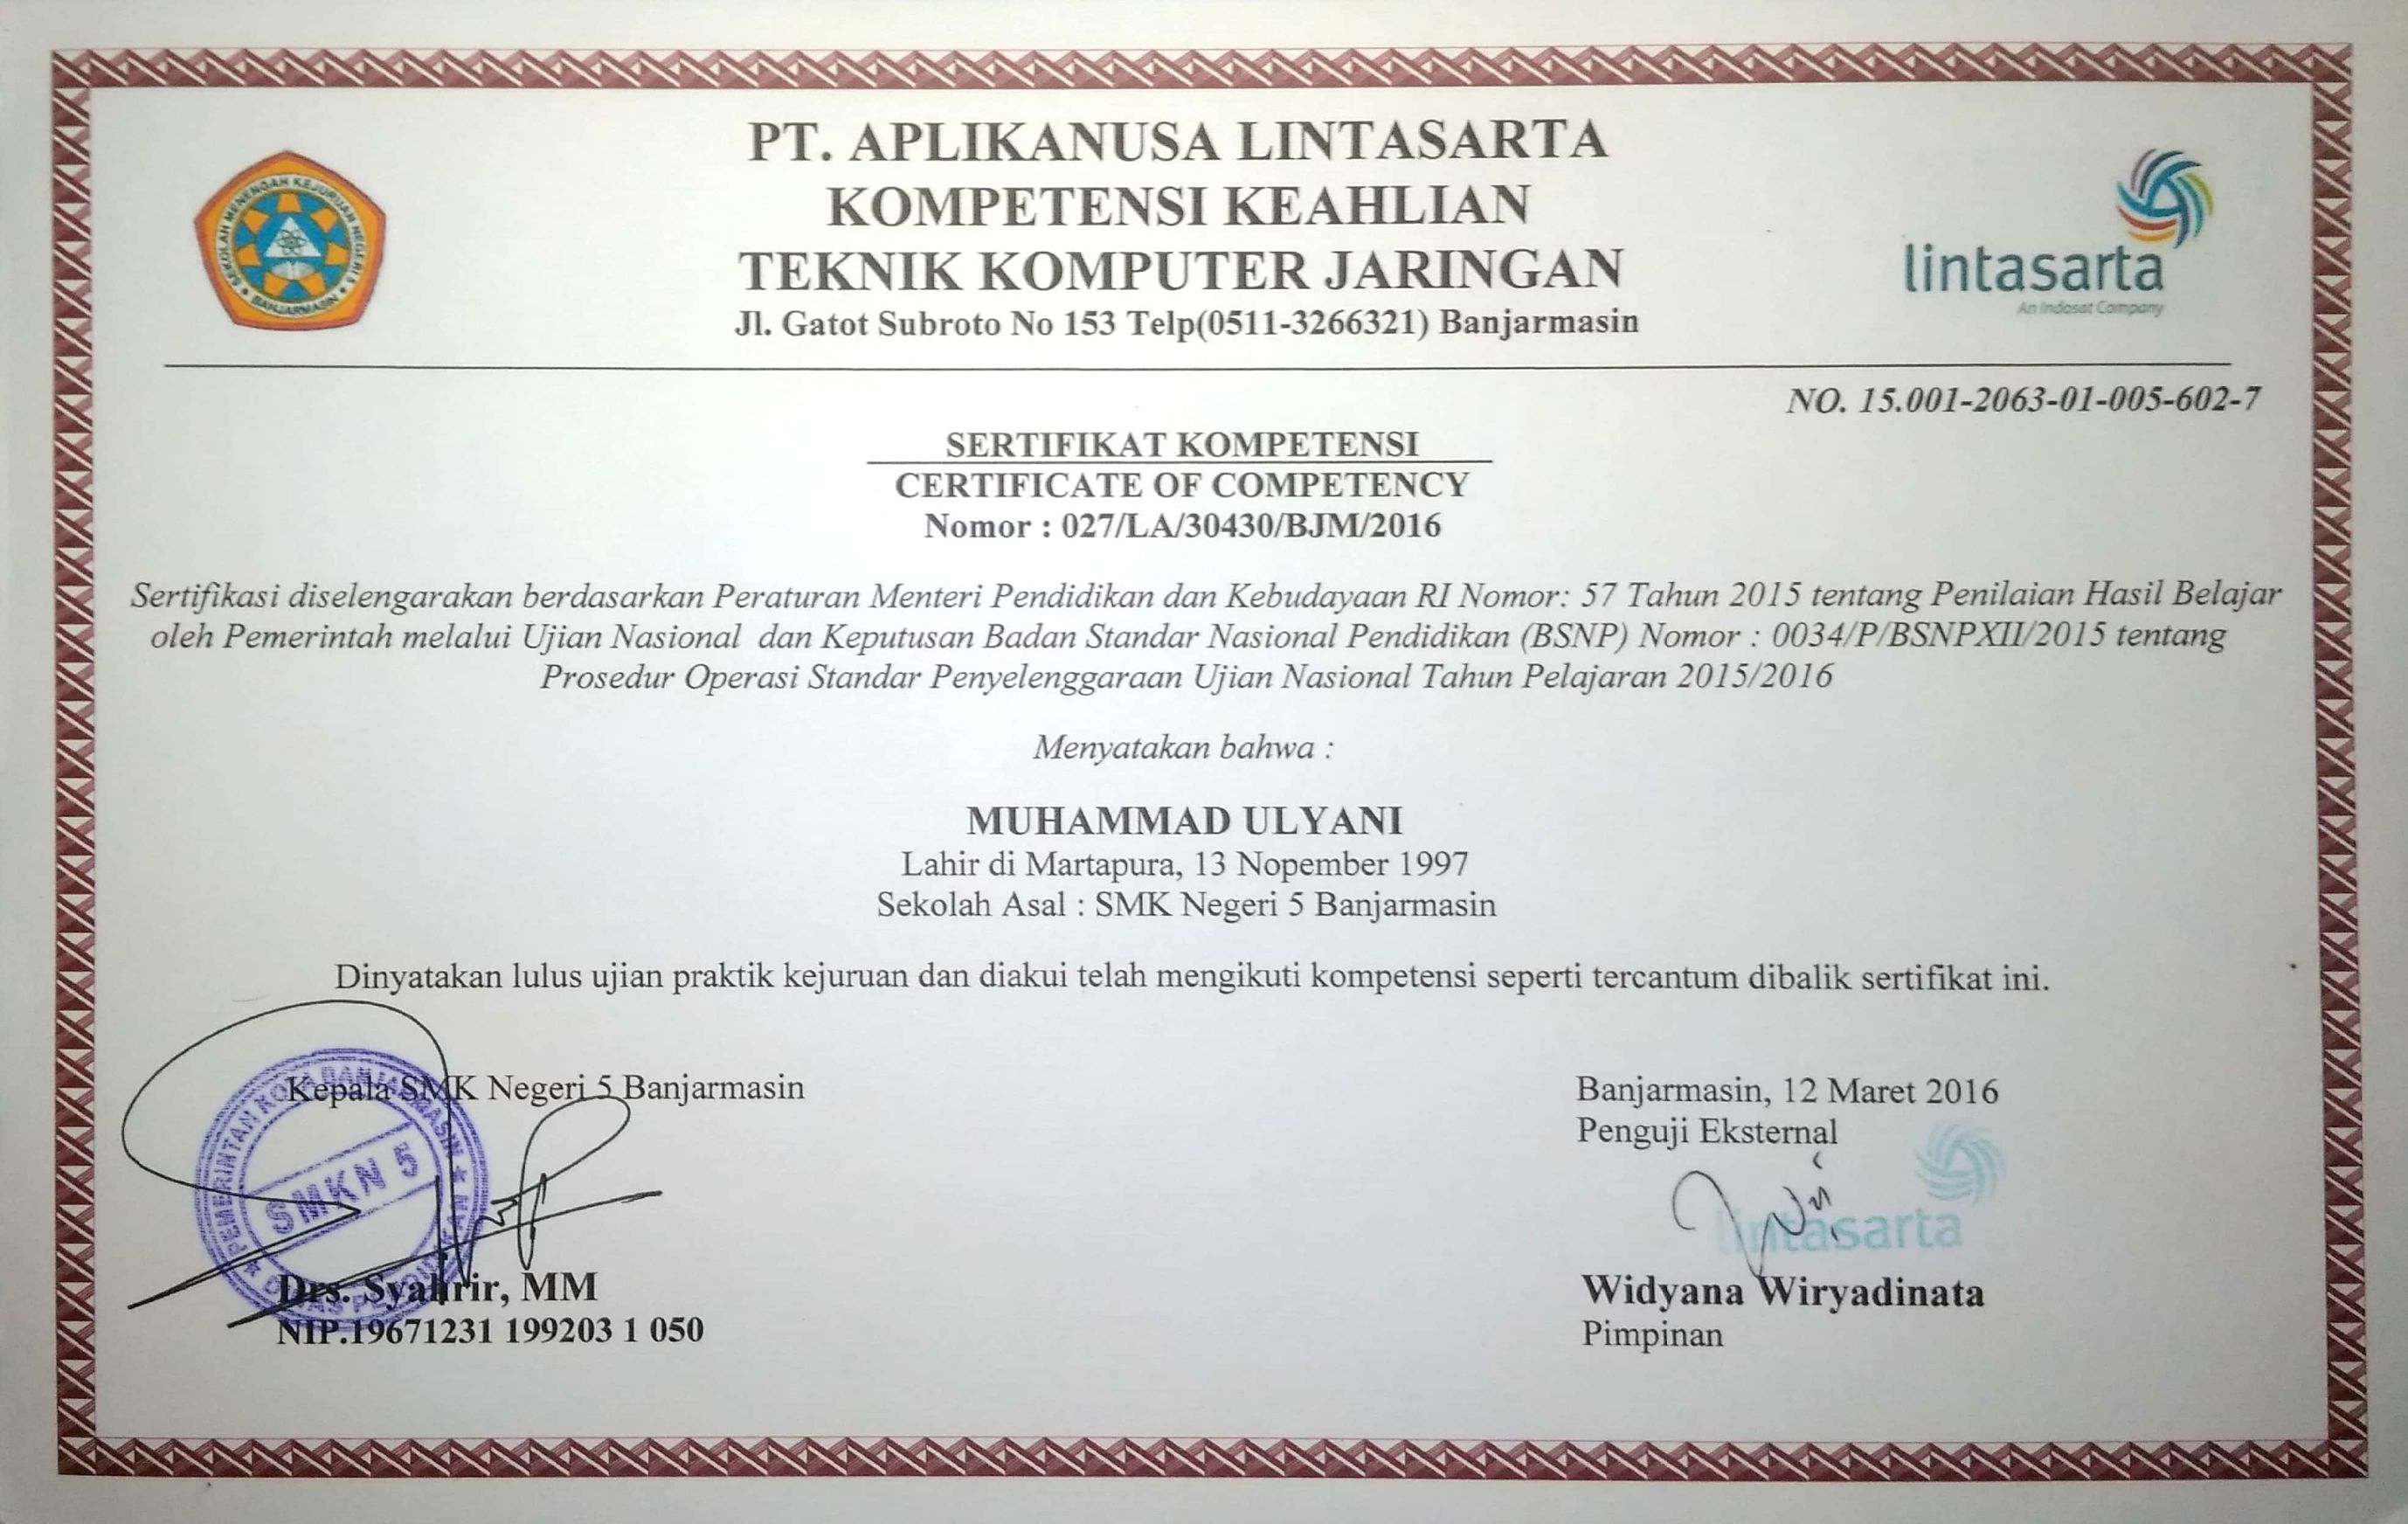 PT. APLIKANUSA LINTASARTA
KOMPETENSI KEAHLIAN
TEKNIK KOMPUTER JARINGAN
Jl. Gatot Subroto No 153 Telp(0511-3266321) Banjarmasin
SEKOLAH MENENGAH KEJURUAN NEGERI 5
BANJARMASIN
lintasarta
An Indosat Company
NO. 15.001-2063-01-005-602-7
SERTIFIKAT KOMPETENSI
CERTIFICATE OF COMPETENCY
Nomor : 027/LA/30430/BJM/2016
Sertifikasi diselengarakan berdasarkan Peraturan Menteri Pendidikan dan Kebudayaan RI Nomor: 57 Tahun 2015 tentang Penilaian Hasil Belajar
oleh Pemerintah melalui Ujian Nasional dan Keputusan Badan Standar Nasional Pendidikan (BSNP) Nomor : 0034/P/BSNPXII/2015 tentang
Prosedur Operasi Standar Penyelenggaraan Ujian Nasional Tahun Pelajaran 2015/2016
Menyatakan bahwa :
MUHAMMAD ULYANI
Lahir di Martapura, 13 Nopember 1997
Sekolah Asal : SMK Negeri 5 Banjarmasin
Dinyatakan lulus ujian praktik kejuruan dan diakui telah mengikuti kompetensi seperti tercantum dibalik sertifikat ini.
Kepala SMK Negeri 5 Banjarmasin
PEMERINTAH KOTA BANJARMASIN
SMKN 5
Drs. Syahrir, MM
NIP.19671231 199203 1 050
Banjarmasin, 12 Maret 2016
Penguji Eksternal
lintasarta
Widyana Wiryadinata
Pimpinan